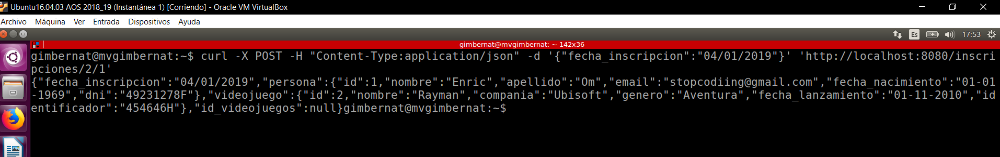 Ubuntu16.04.03 AOS 2018_19 (Instantánea 1) [Corriendo] - Oracle VM VirtualBox
Archivo Máquina Ver Entrada Dispositivos Ayuda
Es 17:53
gimbernat@mvgimbernat: ~ 142x36
gimbernat@mvgimbernat:~$ curl -X POST -H "Content-Type:application/json" -d '{"fecha_inscripcion":"04/01/2019"}' 'http://localhost:8080/inscri
pciones/2/1'
{"fecha_inscripcion":"04/01/2019","persona":{"id":1,"nombre":"Enric","apellido":"Om","email":"stopcodiing@gmail.com","fecha_nacimiento":"01-01
-1969","dni":"49231278F"},"videojuego":{"id":2,"nombre":"Rayman","compania":"Ubisoft","genero":"Aventura","fecha_lanzamiento":"01-11-2010","id
entificador":"454646H"},"id_videojuegos":null}gimbernat@mvgimbernat:~$